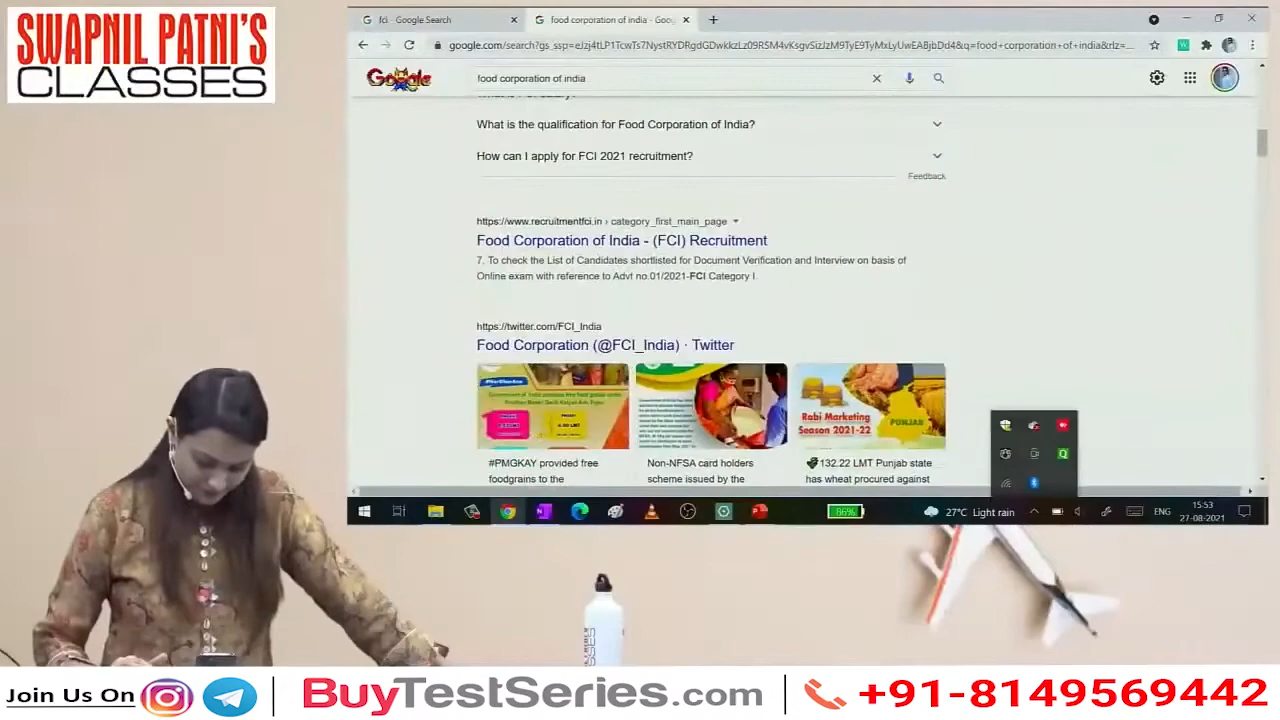 SWAPNIL PATNI'S
CLASSES
fci - Google Search
food corporation of india - Goo
google.com/search?gs_ssp=eJzj4tLP1TcwTs7NystRYDRgdGDwkkzLz09RSM4vKsgvSizJzM9TyE9TyMxLyUwEABjbDd4&q=food+corporation+of+india&rlz=...
Google
food corporation of india
What is the qualification for Food Corporation of India?
How can I apply for FCI 2021 recruitment?
Feedback
https://www.recruitmentfci.in › category_first_main_page
Food Corporation of India - (FCI) Recruitment
7. To check the List of Candidates shortlisted for Document Verification and Interview on basis of
Online exam with reference to Advt no.01/2021-FCI Category I.
https://twitter.com/FCI_India
Food Corporation (@FCI_India) · Twitter
Rabi Marketing
Season 2021-22
PUNJAB
#PMGKAY provided free
foodgrains to the
Non-NFSA card holders
scheme issued by the
132.22 LMT Punjab state
has wheat procured against
86%
27°C Light rain
ENG
15:53
27-08-2021
CLASSES
Join Us On
BuyTestSeries.com
+91-8149569442